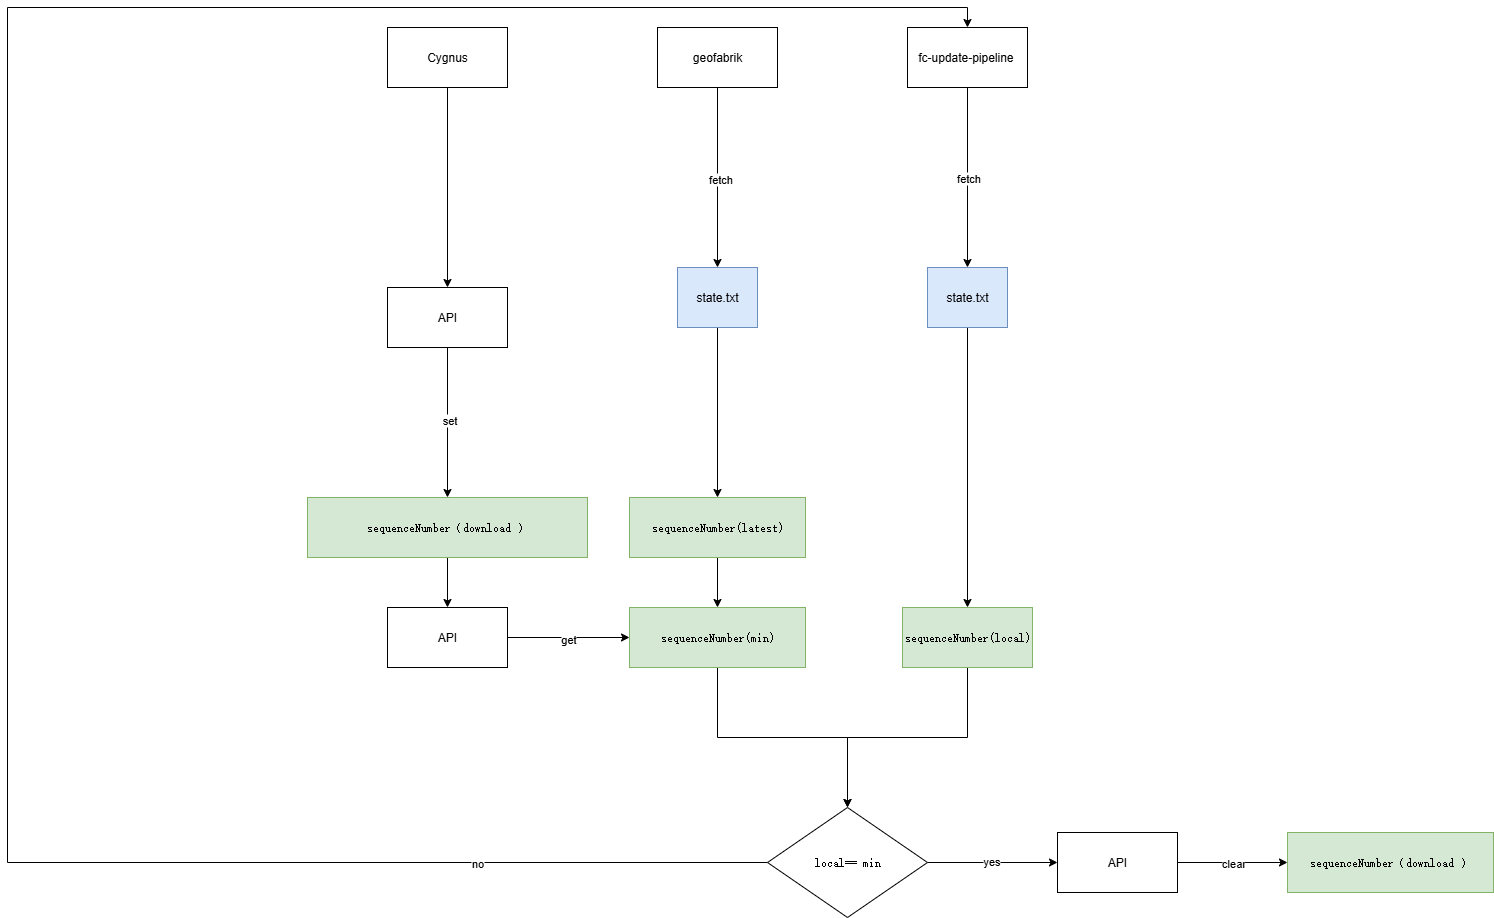 Cygnus
geofabrik
fc-update-pipeline
fetch
fetch
state.txt
state.txt
API
set
sequenceNumber（download ）
sequenceNumber(latest)
API
get
sequenceNumber(min)
sequenceNumber(local)
no
local== min
yes
API
clear
sequenceNumber（download ）